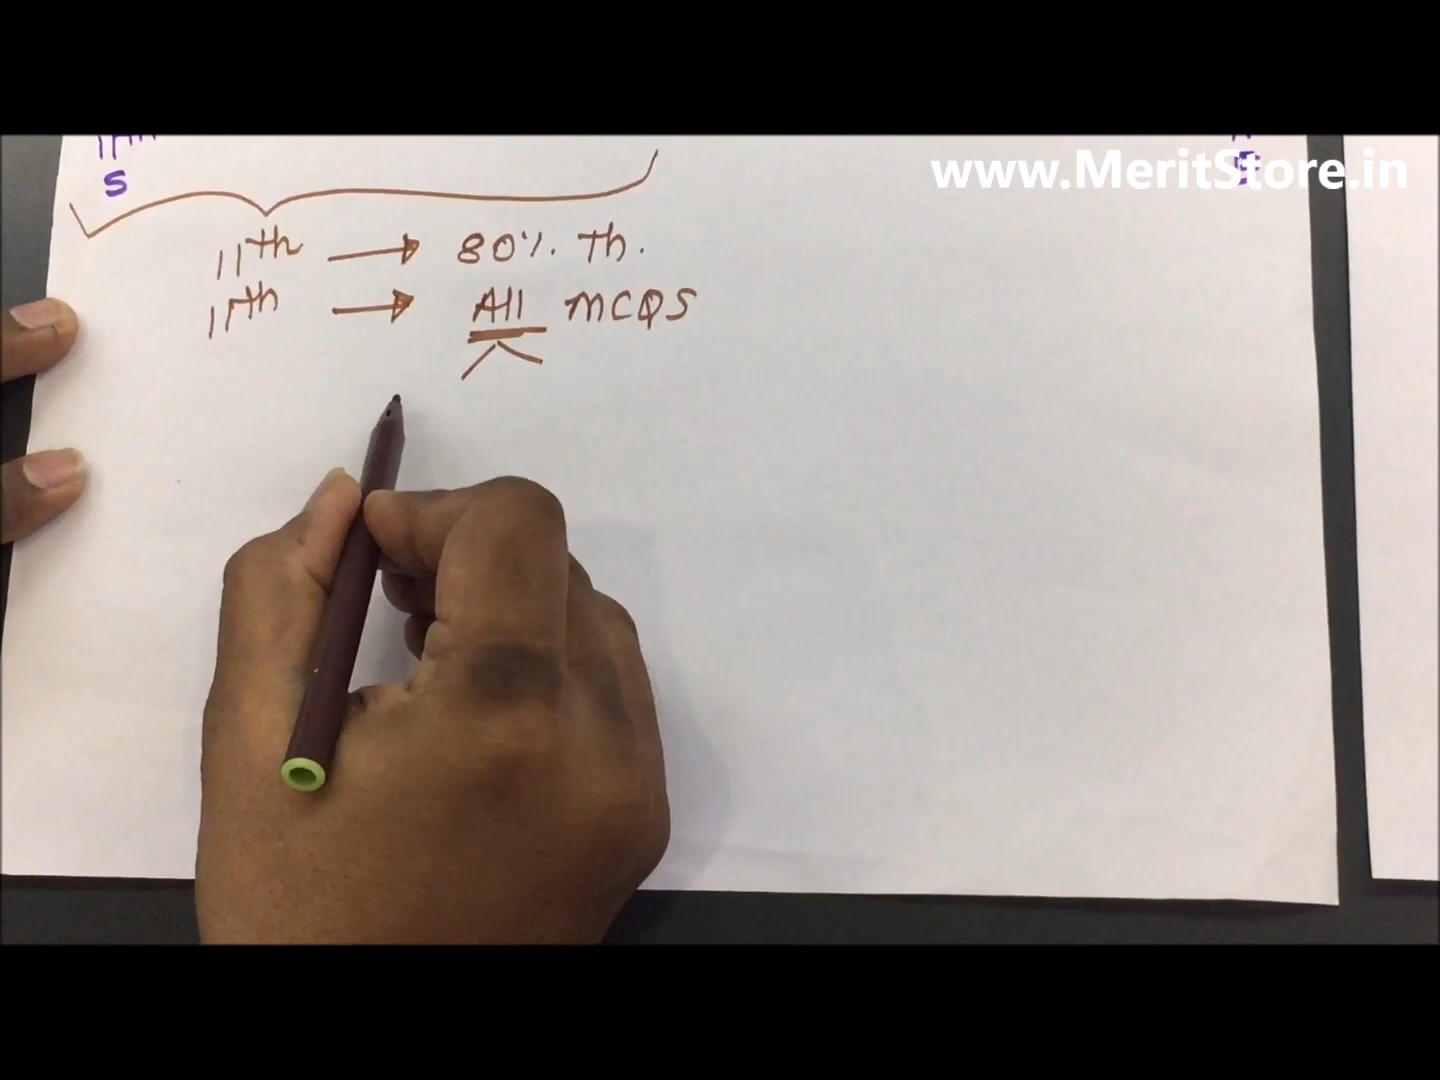 www.MeritStore.in
S
11th → 80% Th.
11th → All MCQS